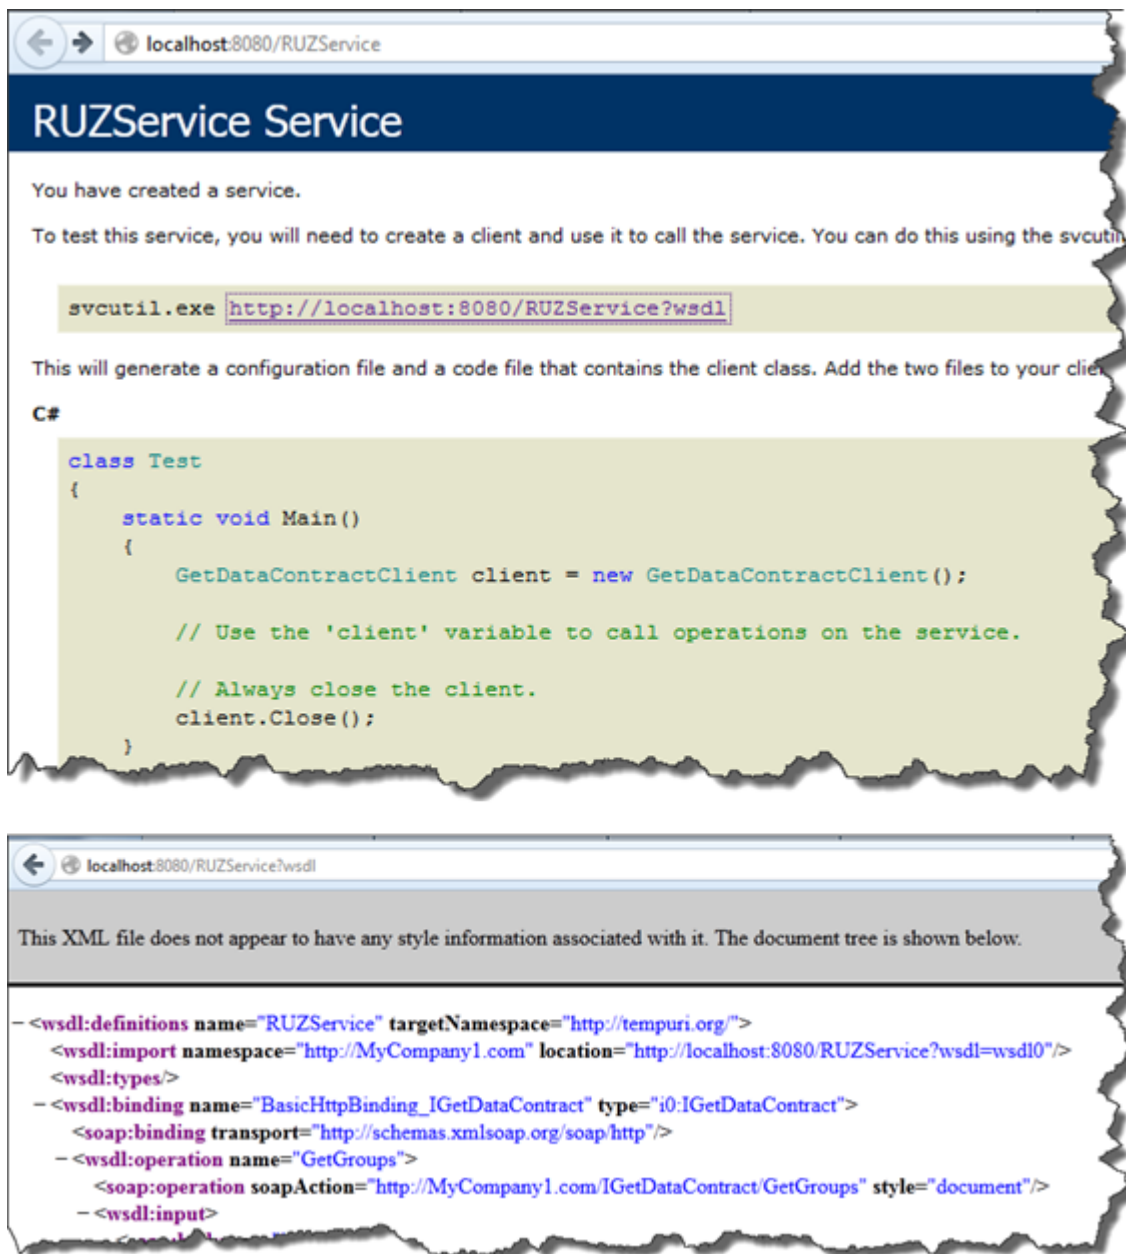 localhost:8080/RUZService
RUZService Service
You have created a service.
To test this service, you will need to create a client and use it to call the service. You can do this using the
svcutil.exe http://localhost:8080/RUZService?wsdl
This will generate a configuration file and a code file that contains the client class. Add the two files to your
C#
class Test
{
static void Main()
{
GetDataContractClient client = new GetDataContractClient();
// Use the 'client' variable to call operations on the service.
// Always close the client.
client.Close();
}
localhost:8080/RUZService?wsdl
This XML file does not appear to have any style information associated with it. The document tree is shown below.
- <wsdl:definitions name="RUZService" targetNamespace="http://tempuri.org/">
<wsdl:import namespace="http://MyCompany1.com" location="http://localhost:8080/RUZService?wsdl=wsdl0"/>
<wsdl:types/>
- <wsdl:binding name="BasicHttpBinding_IGetDataContract" type="i0:IGetDataContract">
<soap:binding transport="http://schemas.xmlsoap.org/soap/http"/>
- <wsdl:operation name="GetGroups">
<soap:operation soapAction="http://MyCompany1.com/IGetDataContract/GetGroups" style="document"/>
- <wsdl:input>